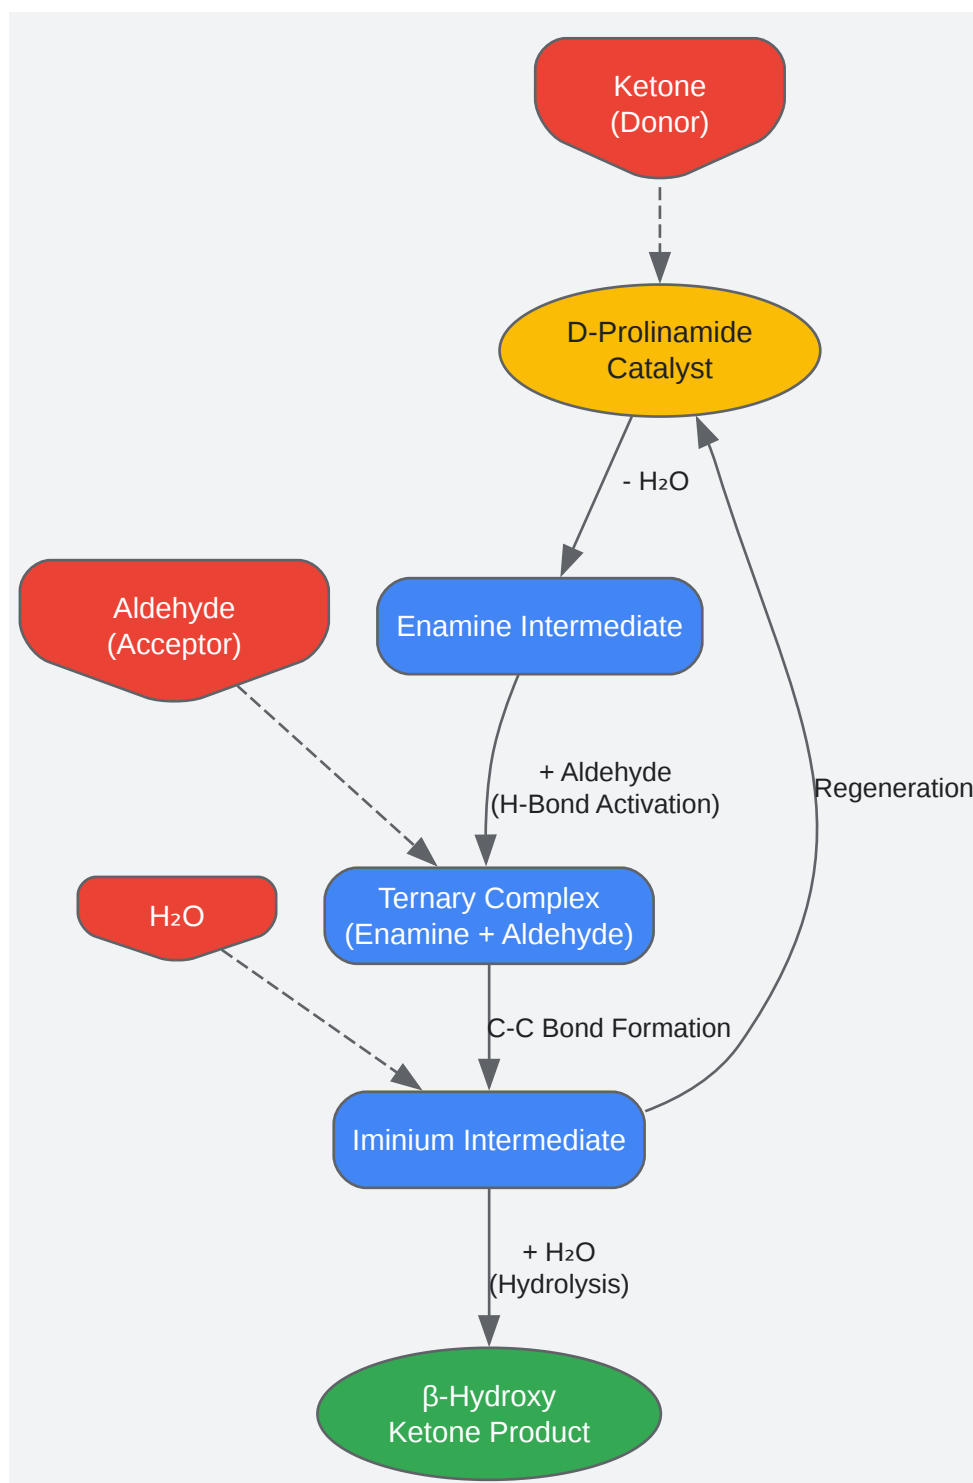 Ketone
(Donor)
D-Prolinamide
Catalyst
- H₂O
Enamine Intermediate
Aldehyde
(Acceptor)
+ Aldehyde
(H-Bond Activation)
Regeneration
Ternary Complex
(Enamine + Aldehyde)
H₂O
C-C Bond Formation
Iminium Intermediate
+ H₂O
(Hydrolysis)
β-Hydroxy
Ketone Product